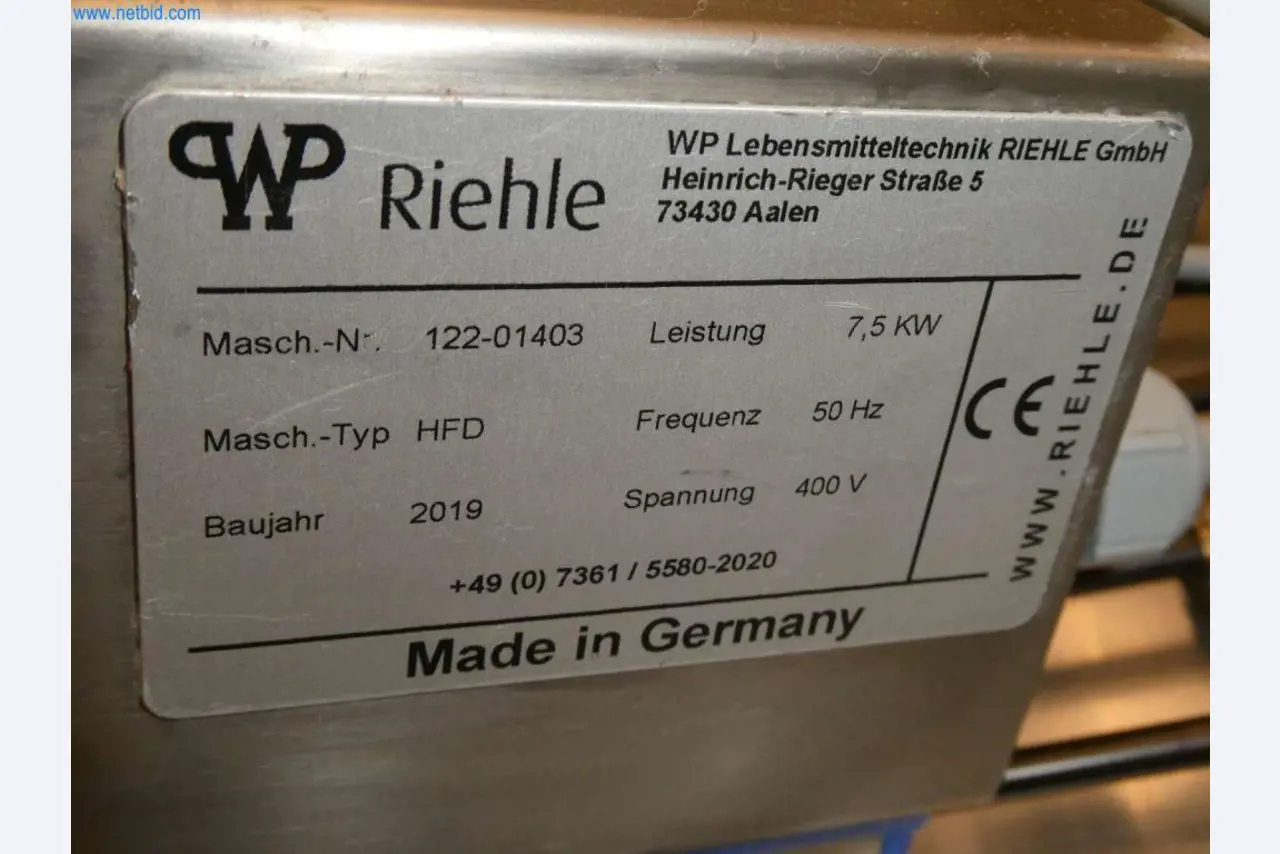 www.netbid.com
WP Riehle
WP Lebensmitteltechnik RIEHLE GmbH
Heinrich-Rieger Straße 5
73430 Aalen
Masch.-Nr. 122-01403 Leistung 7,5 KW
Masch.-Typ HFD Frequenz 50 Hz
Baujahr 2019 Spannung 400 V
+49 (0) 7361 / 5580-2020
CE
WWW.RIEHLE.DE
Made in Germany